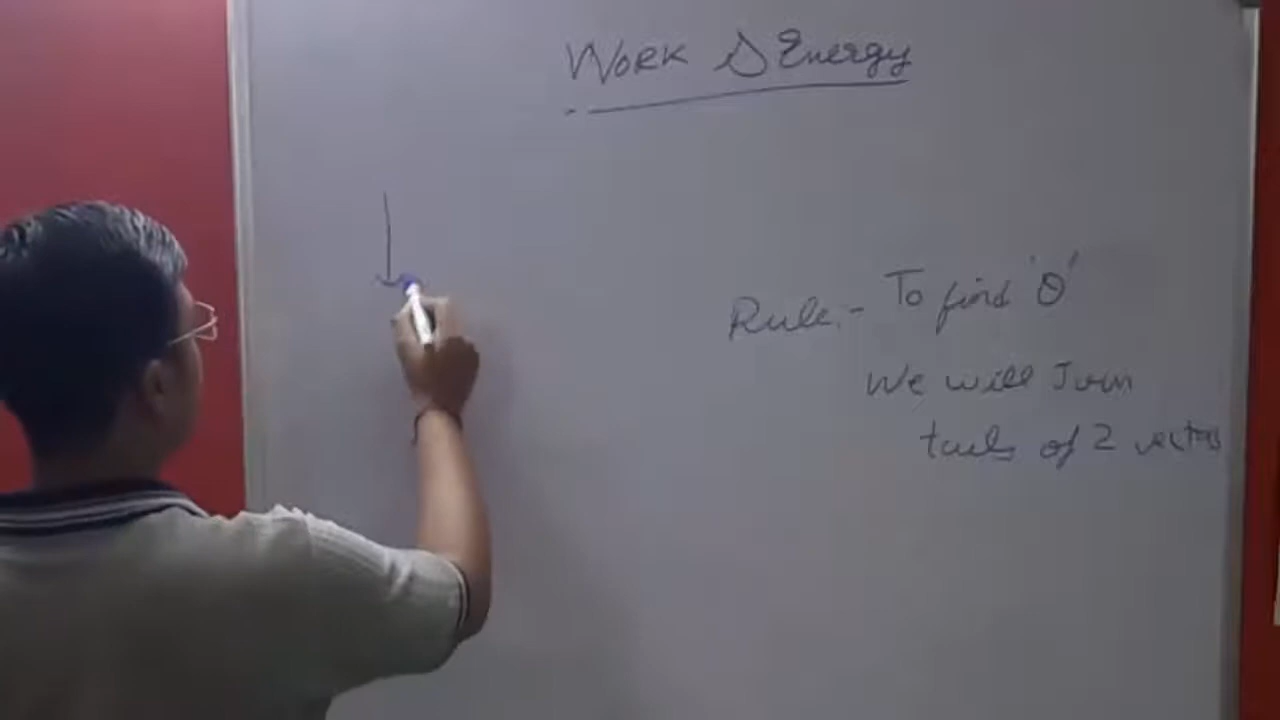 Work & Energy
Rule:- To find 'θ'
We will Join
tails of 2 vectors